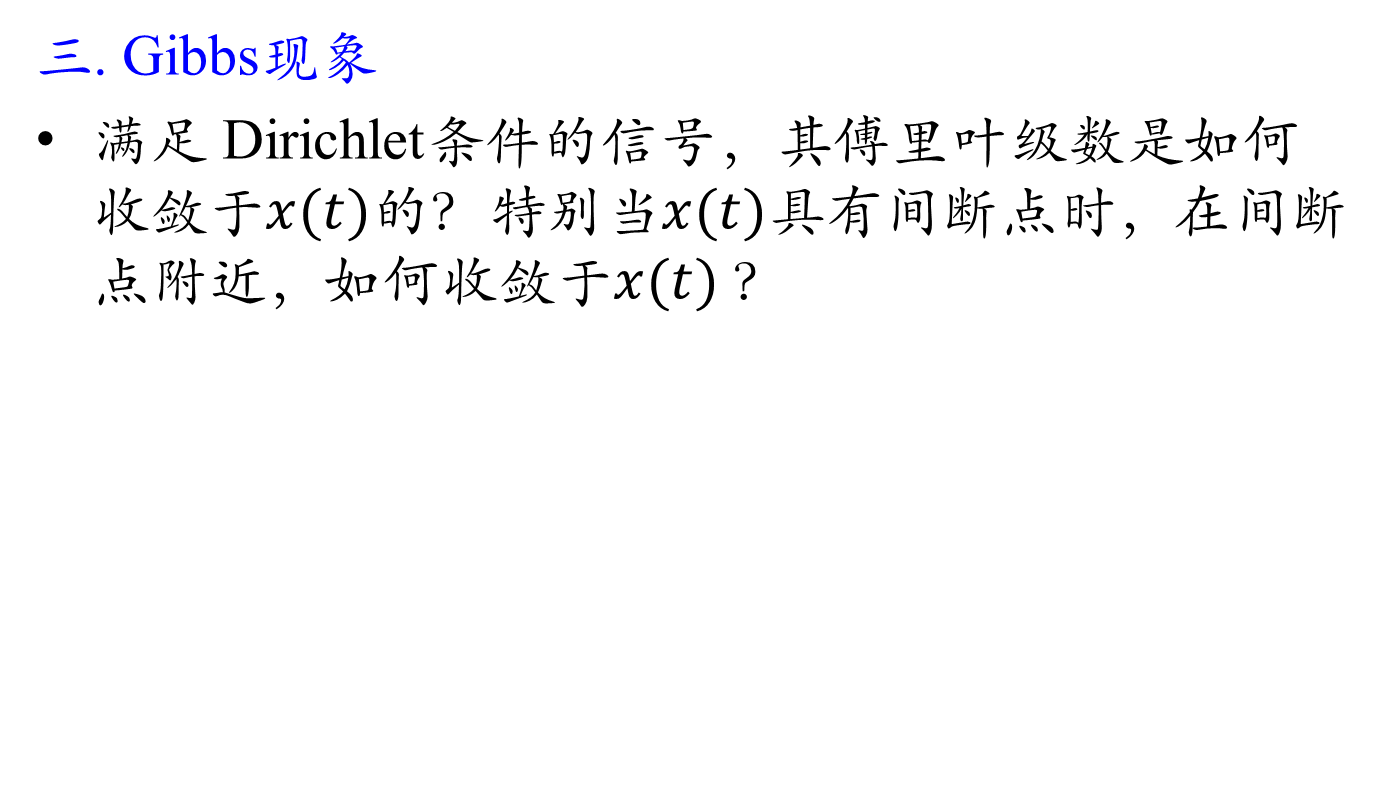 三. Gibbs现象
• 满足 Dirichlet条件的信号，其傅里叶级数是如何
收敛于x(t)的？特别当x(t)具有间断点时，在间断
点附近，如何收敛于x(t)？